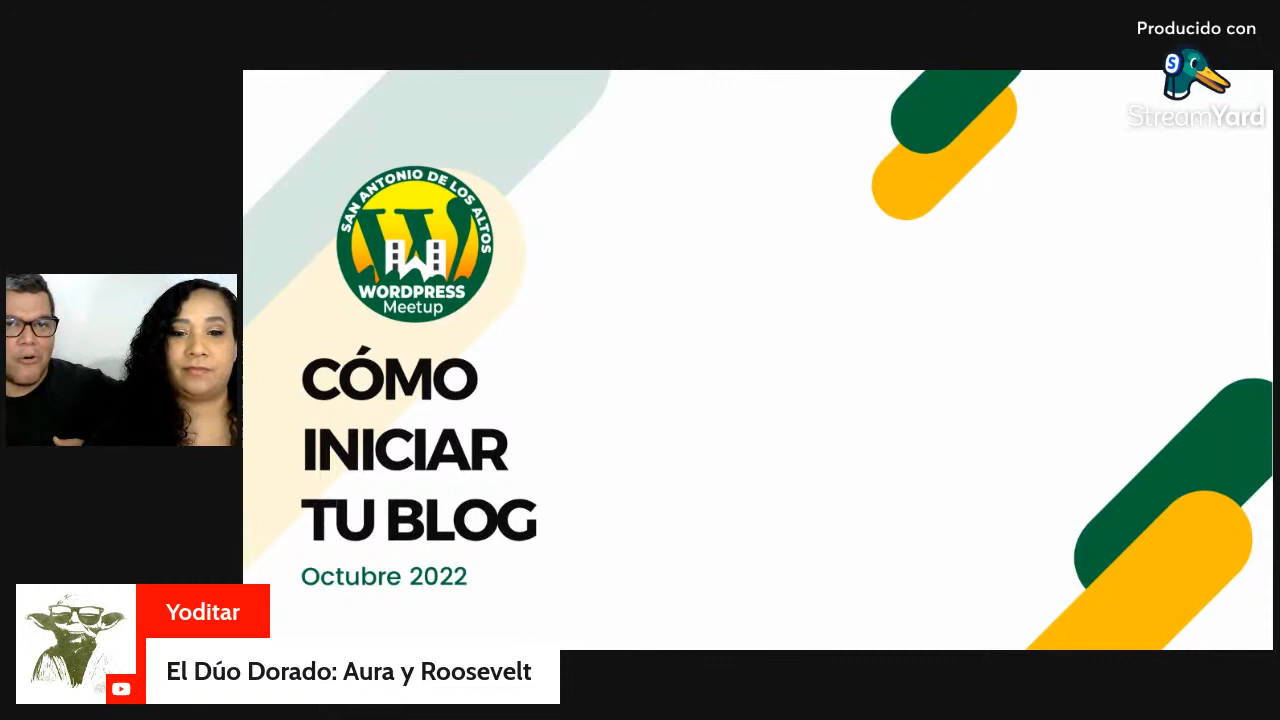 Producido con
StreamYard
SAN ANTONIO DE LOS ALTOS
W
WORDPRESS
Meetup
CÓMO
INICIAR
TU BLOG
Octubre 2022
Yoditar
El Dúo Dorado: Aura y Roosevelt